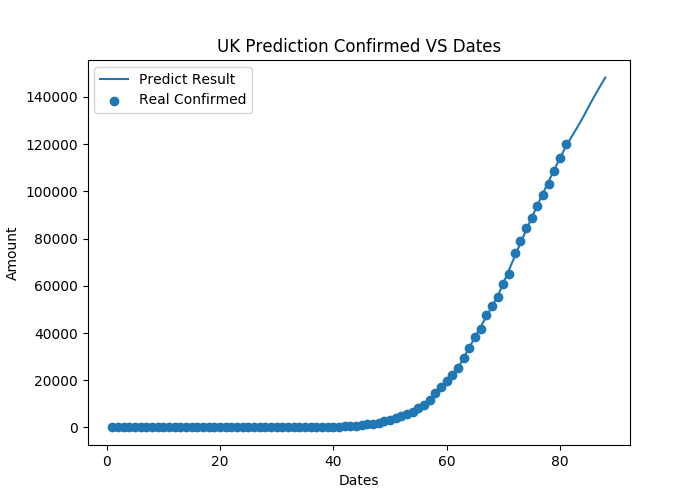 UK Prediction Confirmed VS Dates
Predict Result
Real Confirmed
140000
120000
100000
80000
60000
40000
20000
0
Amount
0 20 40 60 80
Dates